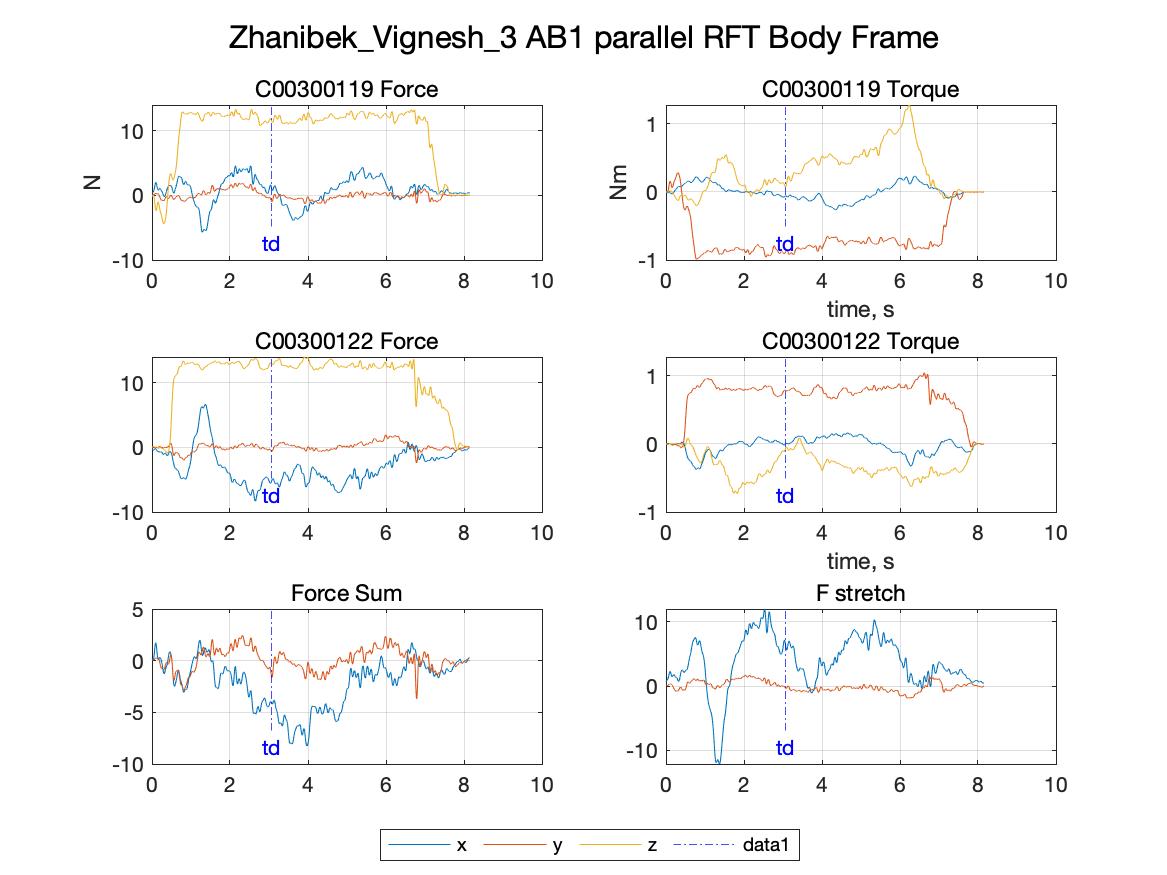 Zhanibek_Vignesh_3 AB1 parallel RFT Body Frame
C00300119 Force
N
10
0
-10
td
0 2 4 6 8 10
C00300119 Torque
Nm
1
0
-1
td
0 2 4 6 8 10
time, s
C00300122 Force
10
0
-10
td
0 2 4 6 8 10
C00300122 Torque
1
0
-1
td
0 2 4 6 8 10
time, s
Force Sum
5
0
-5
-10
td
0 2 4 6 8 10
F stretch
10
0
-10
td
0 2 4 6 8 10
x y z data1